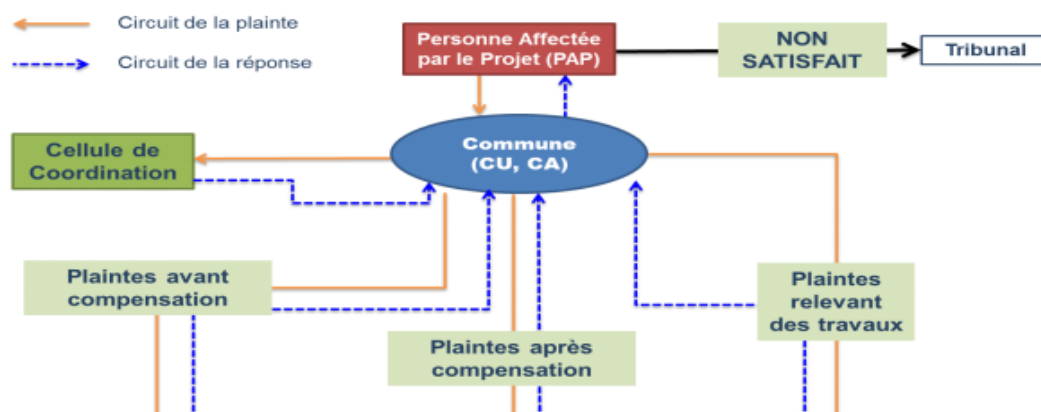 Circuit de la plainte
Circuit de la réponse
Personne Affectée
par le Projet (PAP)
NON
SATISFAIT
Tribunal
Commune
(CU, CA)
Cellule de
Coordination
Plaintes avant
compensation
Plaintes après
compensation
Plaintes
relevant
des travaux